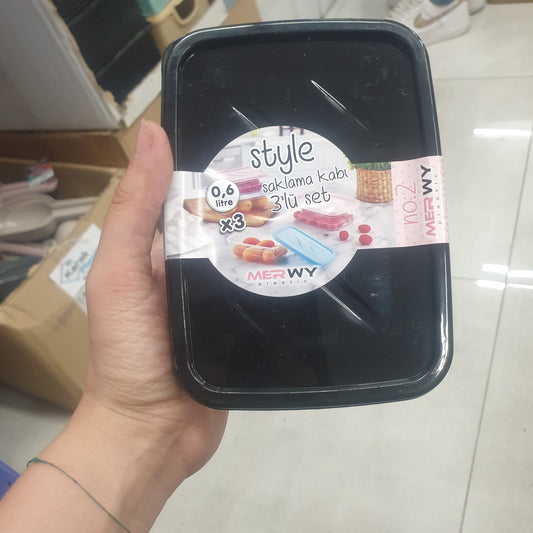 style
saklama kabı
3'lü set
0,6
litre
x3
MERWY
plastic
no:2
MERWY